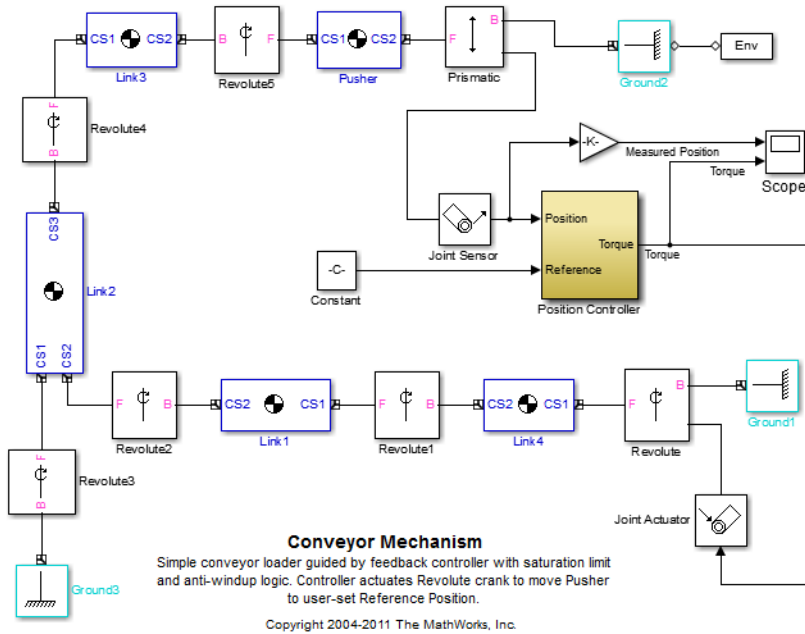 CS1
CS2
Link3
B
F
Revolute5
CS1
CS2
Pusher
F
B
Prismatic
Ground2
Env
F
B
Revolute4
-K-
Measured Position
Torque
Scope
CS3
CS1
CS2
Link2
Joint Sensor
Position
Reference
Torque
Position Controller
Torque
-C-
Constant
F
B
Revolute2
CS2
CS1
Link1
F
B
Revolute1
CS2
CS1
Link4
F
B
Revolute
Ground1
F
B
Revolute3
Joint Actuator
Ground3
Conveyor Mechanism
Simple conveyor loader guided by feedback controller with saturation limit
and anti-windup logic. Controller actuates Revolute crank to move Pusher
to user-set Reference Position.
Copyright 2004-2011 The MathWorks, Inc.